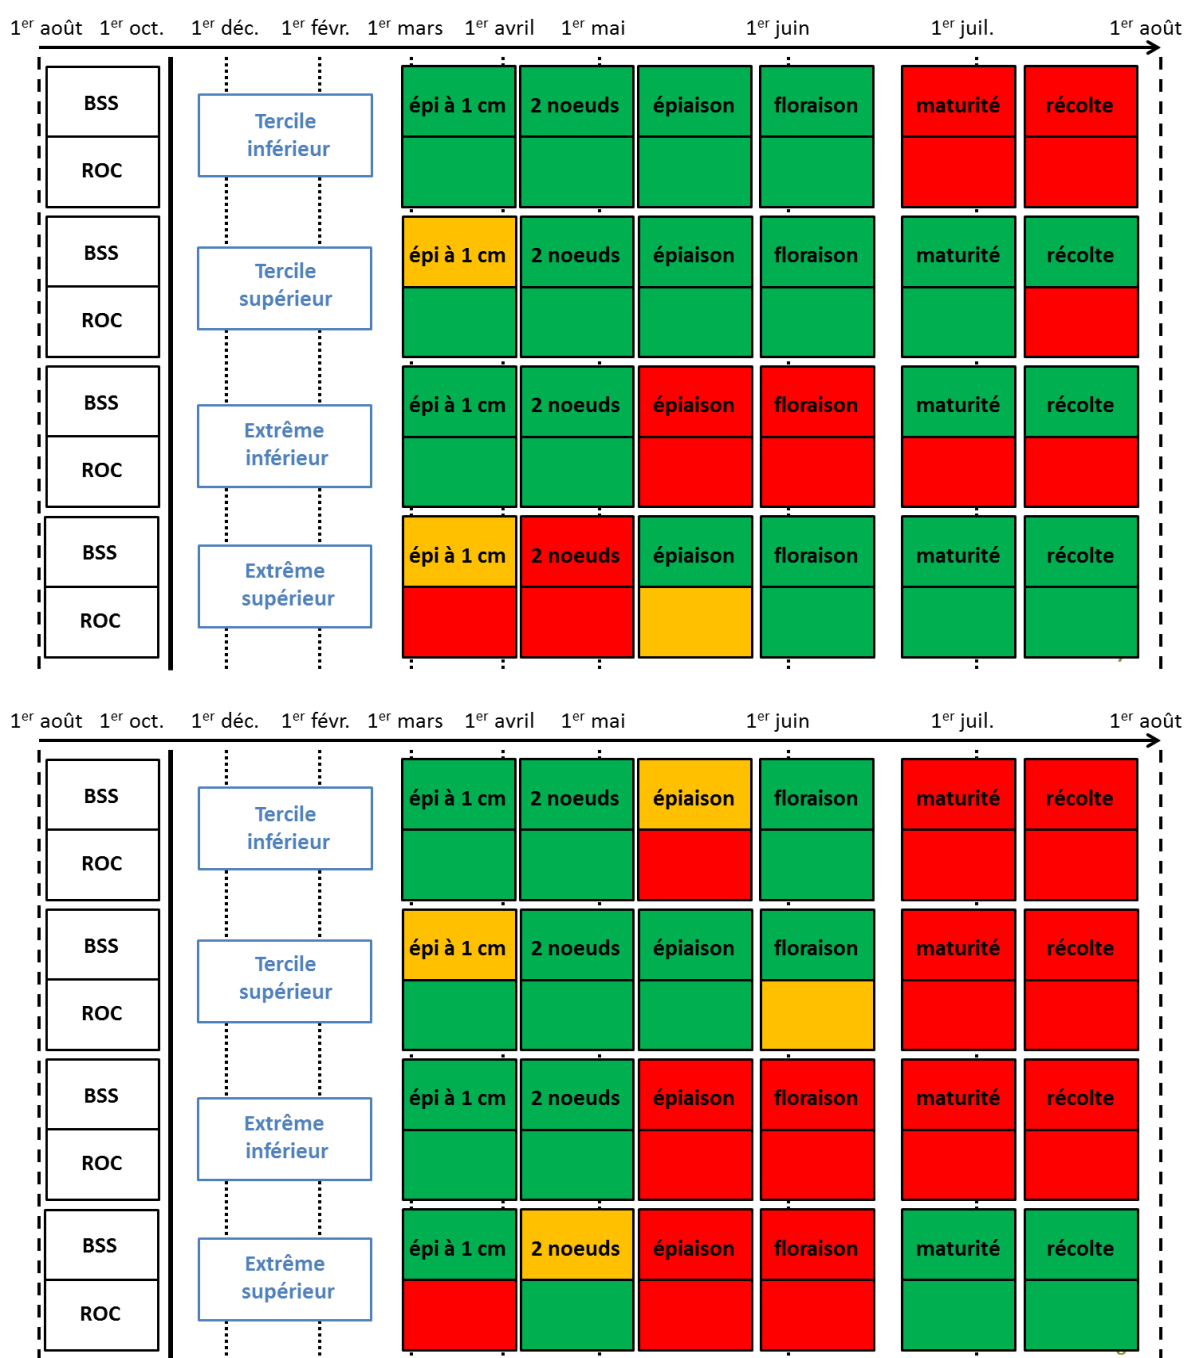 1er août 1er oct. 1er déc. 1er févr. 1er mars 1er avril 1er mai 1er juin 1er juil. 1er août
BSS épi à 1 cm 2 noeuds épiaison floraison maturité récolte
Tercile
inférieur
ROC
BSS épi à 1 cm 2 noeuds épiaison floraison maturité récolte
Tercile
supérieur
ROC
BSS épi à 1 cm 2 noeuds épiaison floraison maturité récolte
Extrême
inférieur
ROC
BSS épi à 1 cm 2 noeuds épiaison floraison maturité récolte
Extrême
supérieur
ROC
1er août 1er oct. 1er déc. 1er févr. 1er mars 1er avril 1er mai 1er juin 1er juil. 1er août
BSS épi à 1 cm 2 noeuds épiaison floraison maturité récolte
Tercile
inférieur
ROC
BSS épi à 1 cm 2 noeuds épiaison floraison maturité récolte
Tercile
supérieur
ROC
BSS épi à 1 cm 2 noeuds épiaison floraison maturité récolte
Extrême
inférieur
ROC
BSS épi à 1 cm 2 noeuds épiaison floraison maturité récolte
Extrême
supérieur
ROC